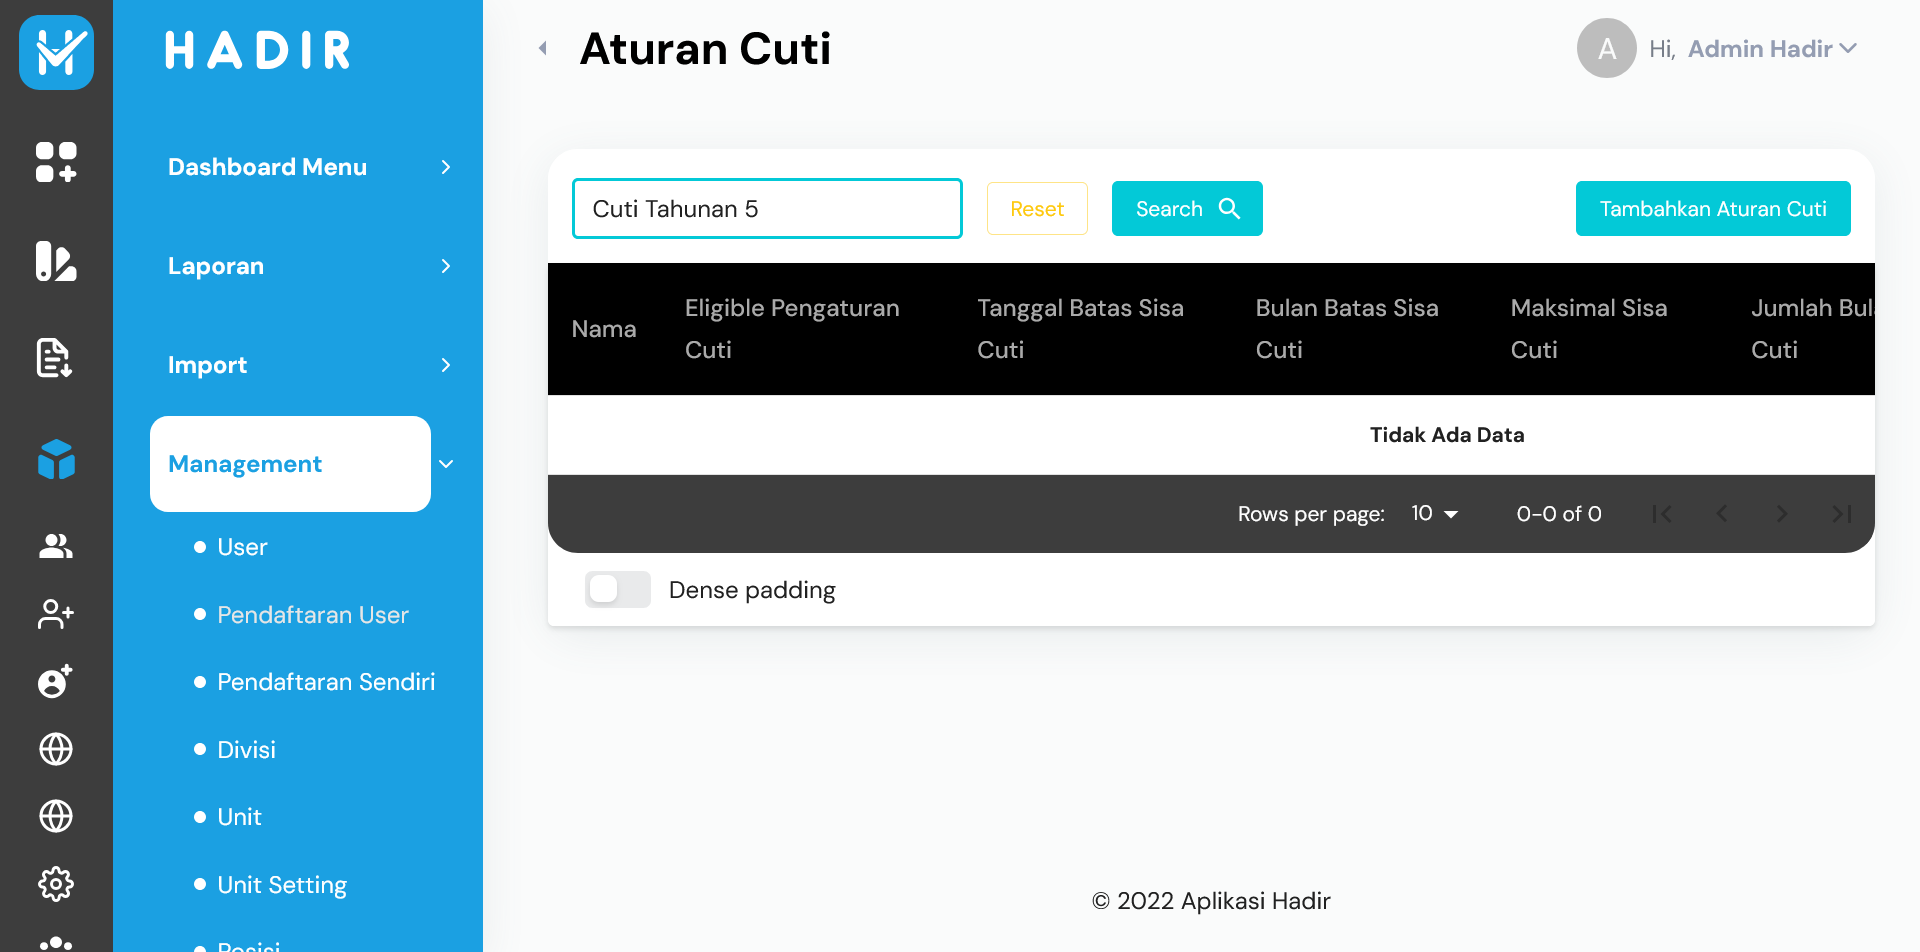 HADIR
Dashboard Menu
Laporan
Import
Management
User
Pendaftaran User
Pendaftaran Sendiri
Divisi
Unit
Unit Setting
Posisi
Aturan Cuti
A
Hi, Admin Hadir
Cuti Tahunan 5
Reset
Search
Tambahkan Aturan Cuti
Nama
Eligible Pengaturan
Cuti
Tanggal Batas Sisa
Cuti
Bulan Batas Sisa
Cuti
Maksimal Sisa
Cuti
Jumlah Bul
Cuti
Tidak Ada Data
Rows per page: 10 0-0 of 0
Dense padding
© 2022 Aplikasi Hadir